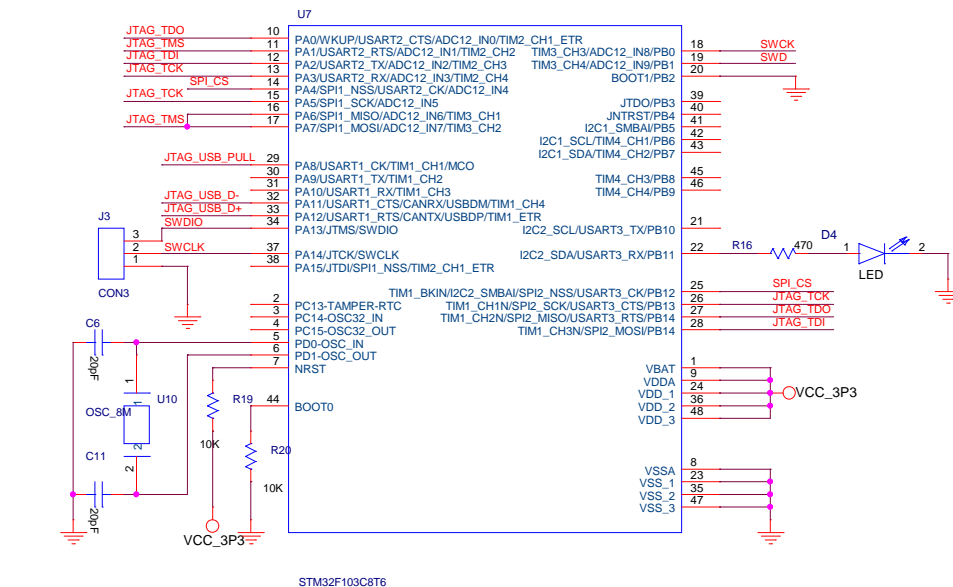 U7
JTAG_TDO 10 PA0/WKUP/USART2_CTS/ADC12_IN0/TIM2_CH1_ETR
JTAG_TMS 11 PA1/USART2_RTS/ADC12_IN1/TIM2_CH2 TIM3_CH3/ADC12_IN8/PB0 18 SWCK
JTAG_TDI 12 PA2/USART2_TX/ADC12_IN2/TIM2_CH3 TIM3_CH4/ADC12_IN9/PB1 19 SWD
JTAG_TCK 13 PA3/USART2_RX/ADC12_IN3/TIM2_CH4 BOOT1/PB2 20
SPI_CS 14 PA4/SPI1_NSS/USART2_CK/ADC12_IN4
JTAG_TCK 15 PA5/SPI1_SCK/ADC12_IN5 JTDO/PB3 39
16 PA6/SPI1_MISO/ADC12_IN6/TIM3_CH1 JNTRST/PB4 40
JTAG_TMS 17 PA7/SPI1_MOSI/ADC12_IN7/TIM3_CH2 I2C1_SMBAI/PB5 41
I2C1_SCL/TIM4_CH1/PB6 42
I2C1_SDA/TIM4_CH2/PB7 43
JTAG_USB_PULL 29 PA8/USART1_CK/TIM1_CH1/MCO
30 PA9/USART1_TX/TIM1_CH2 TIM4_CH3/PB8 45
31 PA10/USART1_RX/TIM1_CH3 TIM4_CH4/PB9 46
JTAG_USB_D- 32 PA11/USART1_CTS/CANRX/USBDM/TIM1_CH4
JTAG_USB_D+ 33 PA12/USART1_RTS/CANTX/USBDP/TIM1_ETR
J3 3 SWDIO 34 PA13/JTMS/SWDIO I2C2_SCL/USART3_TX/PB10 21
2 SWCLK 37 PA14/JTCK/SWCLK I2C2_SDA/USART3_RX/PB11 22 R16 470 D4 1 2
1 38 PA15/JTDI/SPI1_NSS/TIM2_CH1_ETR LED
CON3
TIM1_BKIN/I2C2_SMBAI/SPI2_NSS/USART3_CK/PB12 25 SPI_CS
2 PC13-TAMPER-RTC TIM1_CH1N/SPI2_SCK/USART3_CTS/PB13 26 JTAG_TCK
3 PC14-OSC32_IN TIM1_CH2N/SPI2_MISO/USART3_RTS/PB14 27 JTAG_TDO
4 PC15-OSC32_OUT TIM1_CH3N/SPI2_MOSI/PB14 28 JTAG_TDI
C6 20pF 5 PD0-OSC_IN
6 PD1-OSC_OUT
7 NRST VBAT 1
VDDA 9
1 U10 R19 VDD_1 24 VCC_3P3
44 BOOT0 VDD_2 36
OSC_8M 1 VDD_3 48
2 10K R20
C11 2
VSSA 8
VSS_1 23
10K VSS_2 35
20pF VSS_3 47
VCC_3P3
STM32F103C8T6